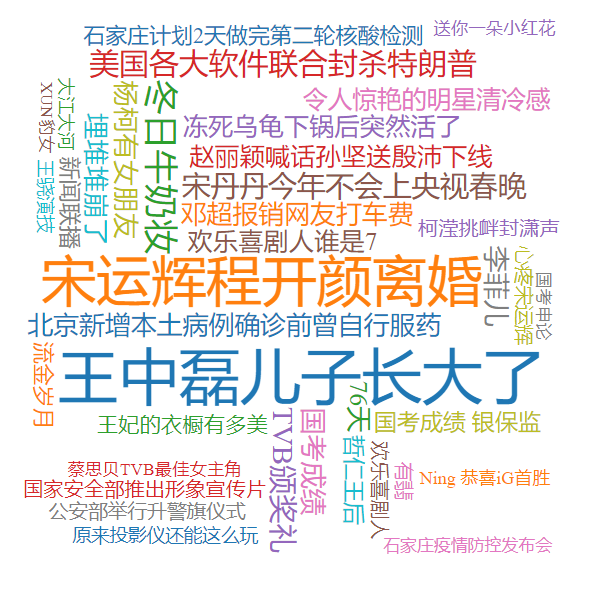 送你一朵小红花
石家庄计划2天做完第二轮核酸检测
美国各大软件联合封杀特朗普
大江大河
XUN豹女
杨柯有女朋友
冬日牛奶妆
令人惊艳的明星清冷感
埋堆堆崩了
冻死乌龟下锅后突然活了
赵丽颖喊话孙坚送殷沛下线
新闻联播
王骁演技
宋丹丹今年不会上央视春晚
邓超报销网友打车费
柯滢挑衅封潇声
欢乐喜剧人谁是7
李菲儿
心疼宋运辉
国考申论
宋运辉程开颜离婚
北京新增本土病例确诊前曾自行服药
流金岁月
王中磊儿子长大了
76天
王妃的衣橱有多美
TVB颁奖礼
国考成绩
国考成绩 银保监
哲仁王后
欢乐喜剧人
有翡
蔡思贝TVB最佳女主角
Ning 恭喜iG首胜
国家安全部推出形象宣传片
公安部举行升警旗仪式
原来投影仪还能这么玩
石家庄疫情防控发布会